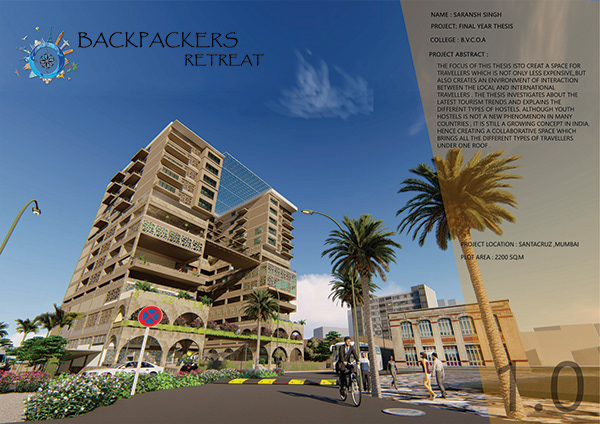 BACKPACKERS
RETREAT
NAME : SARANSH SINGH
PROJECT: FINAL YEAR THESIS
COLLEGE : B.V.C.O.A
PROJECT ABSTRACT :
THE FOCUS OF THIS THESIS ISTO CREAT A SPACE FOR
TRAVELLERS WHICH IS NOT ONLY LESS EXPENSIVE,BUT
ALSO CREATES AN ENVIRONMENT OF INTERACTION
BETWEEN THE LOCAL AND INTERNATIONAL
TRAVELLERS . THE THESIS INVESTIGATES ABOUT THE
LATEST TOURISM TRENDS AND EXPLAINS THE
DIFFERENT TYPES OF HOSTELS. ALTHOUGH YOUTH
HOSTELS IS NOT A NEW PHENOMENON IN MANY
COUNTRIES , IT IS STILL A GROWING CONCEPT IN INDIA.
HENCE CREATING A COLLABORATIVE SPACE WHICH
BRINGS ALL THE DIFFERENT TYPES OF TRAVELLERS
UNDER ONE ROOF.
PROJECT LOCATION : SANTACRUZ ,MUMBAI
PLOT AREA : 2200 SQ.M
1.0